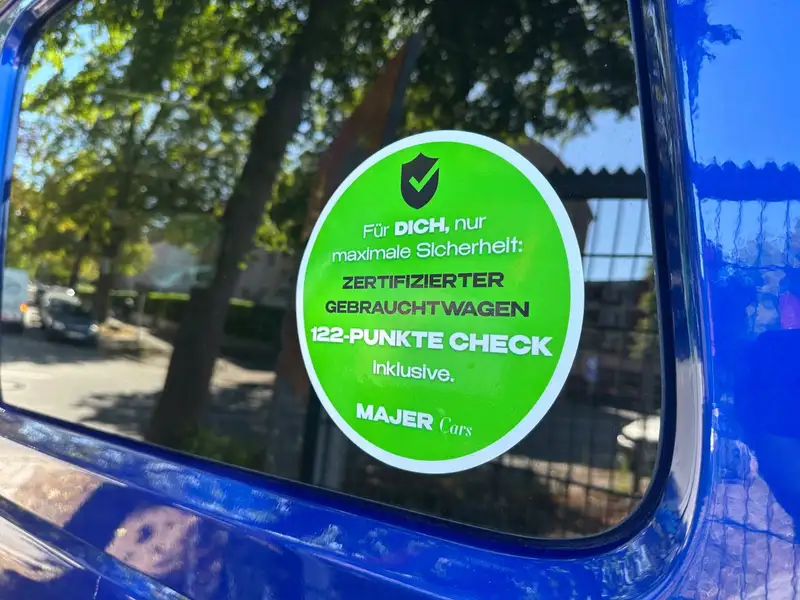 Für DICH, nur
maximale Sicherheit:
ZERTIFIZIERTER
GEBRAUCHTWAGEN
122-PUNKTE CHECK
inklusive.
MAJER Cars